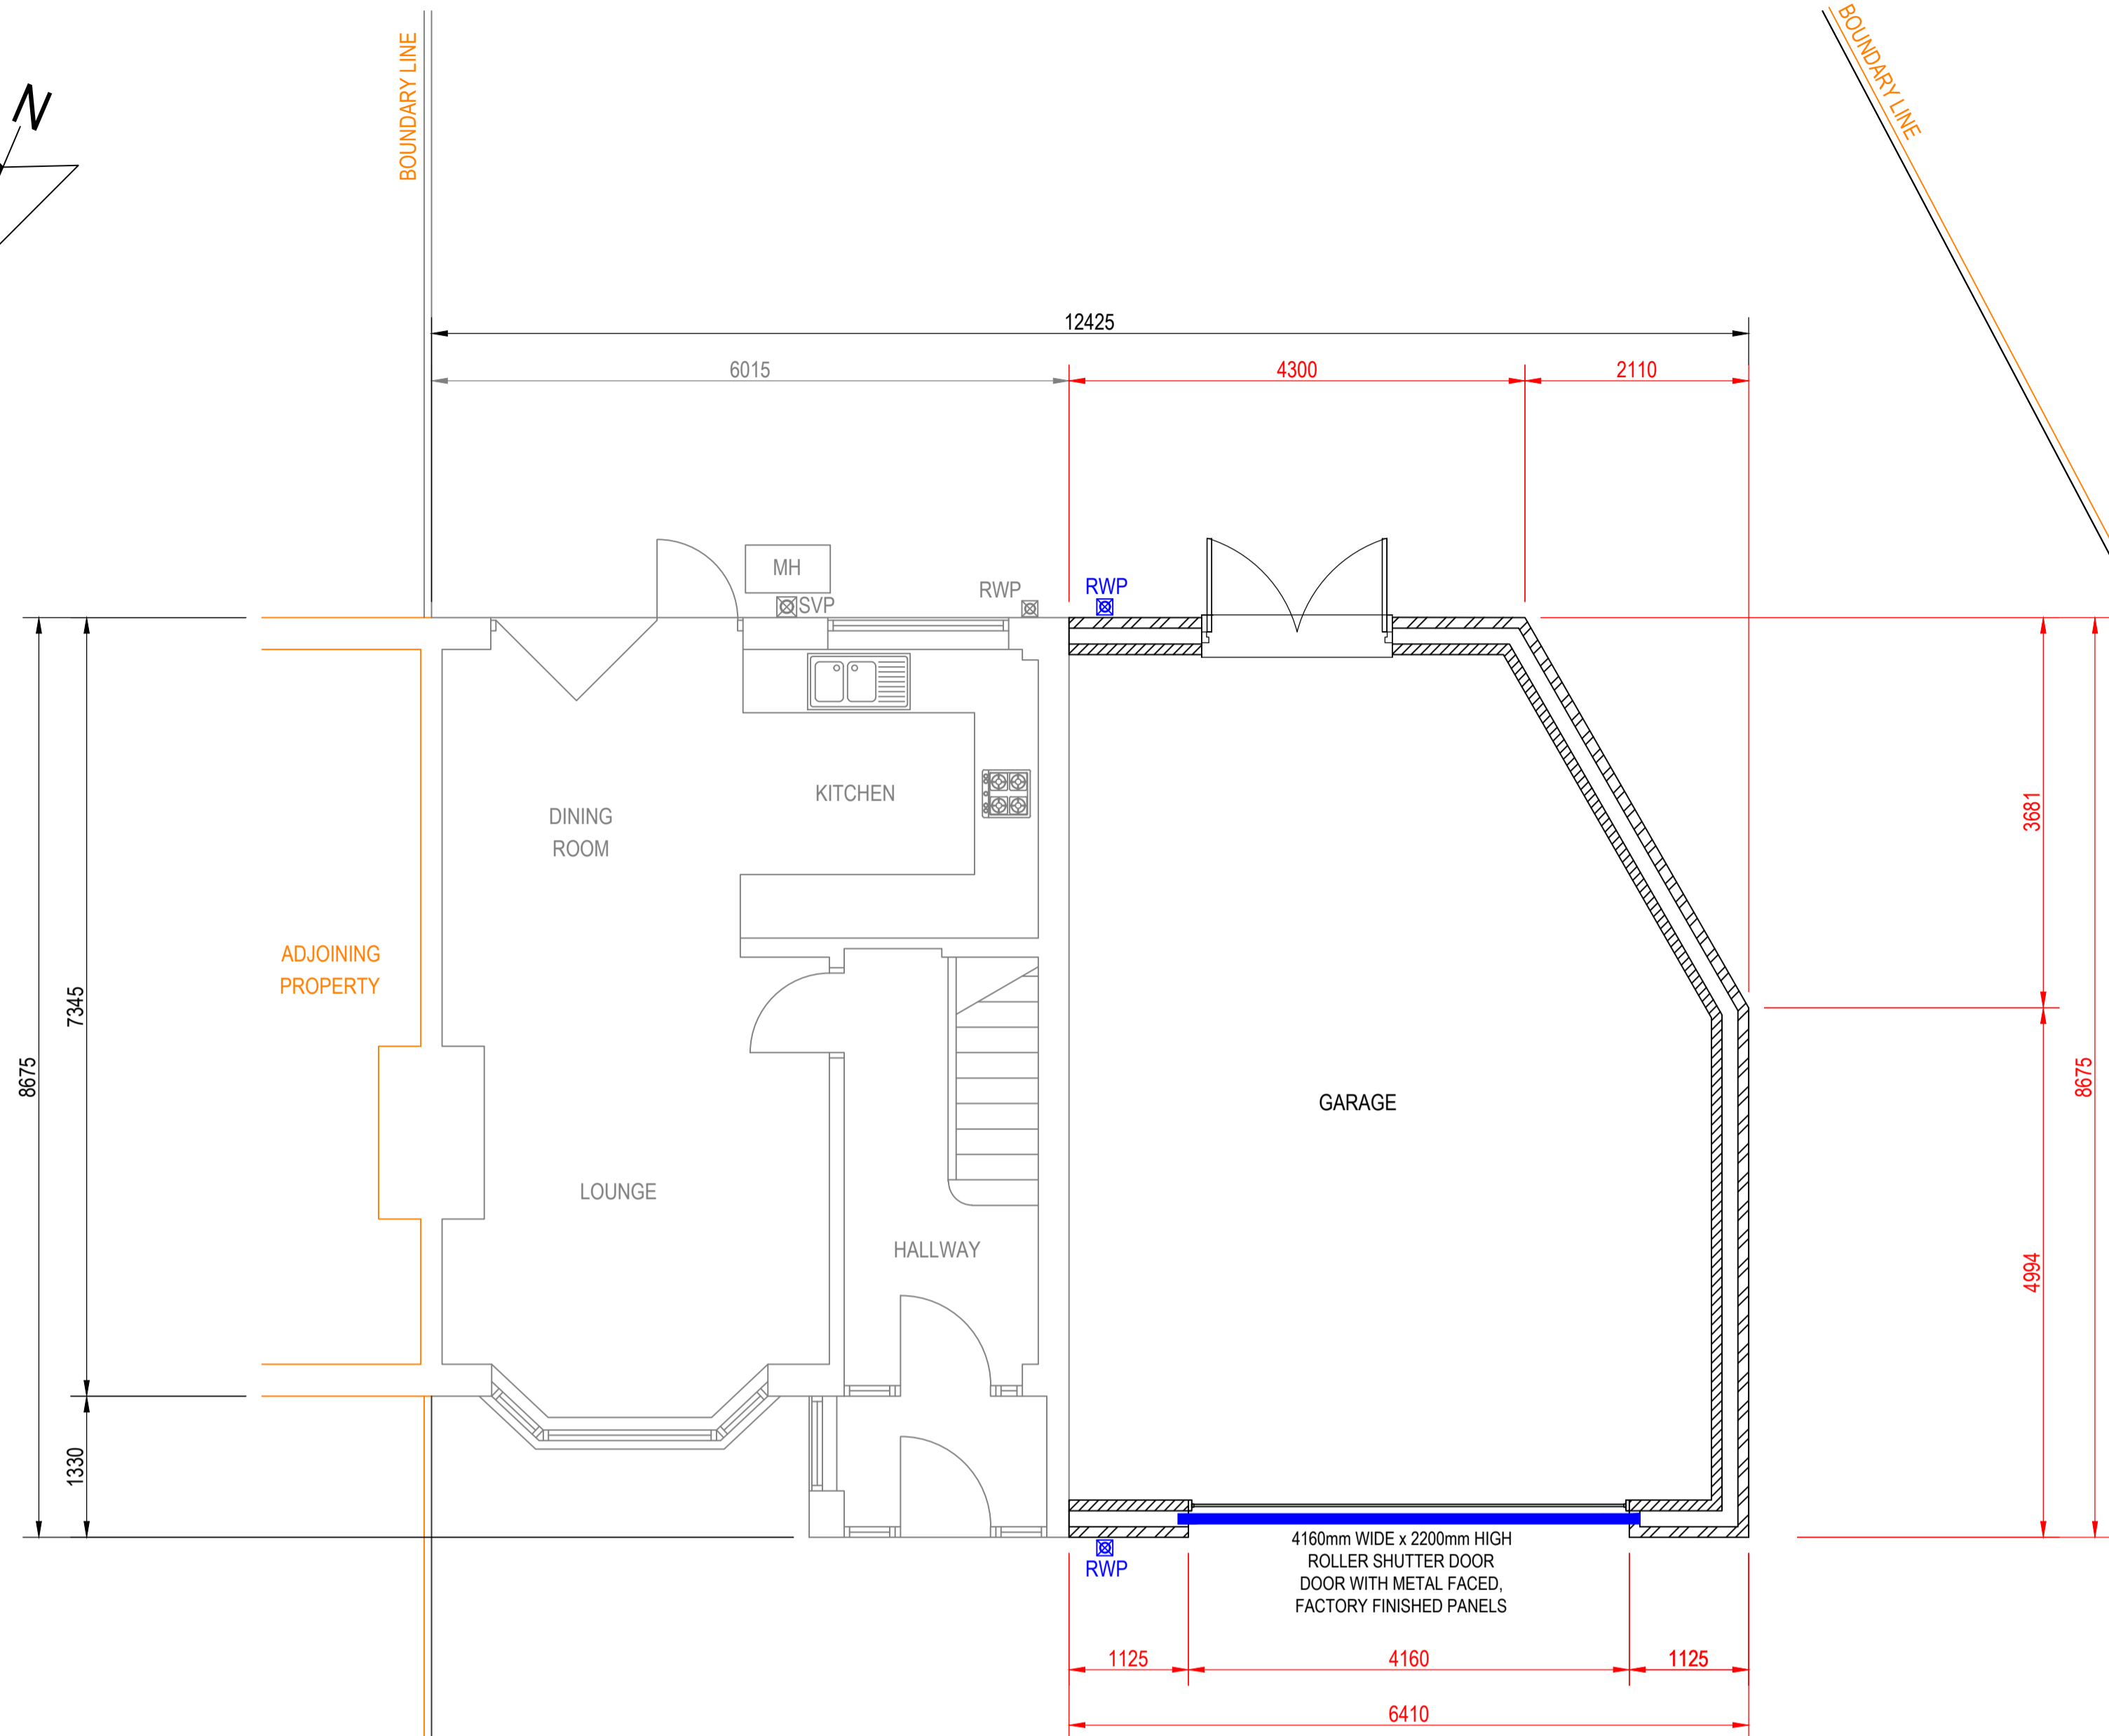 BOUNDARY LINE
BOUNDARY LINE
N
12425
6015
4300
2110
MH
SVP
RWP
RWP
KITCHEN
DINING
ROOM
3681
ADJOINING
PROPERTY
7345
8675
8675
GARAGE
LOUNGE
HALLWAY
4994
1330
4160mm WIDE x 2200mm HIGH
ROLLER SHUTTER DOOR
DOOR WITH METAL FACED,
FACTORY FINISHED PANELS
RWP
1125
4160
1125
6410